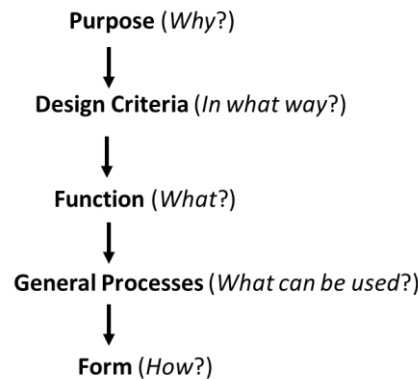 Purpose (Why?)
Design Criteria (In what way?)
Function (What?)
General Processes (What can be used?)
Form (How?)